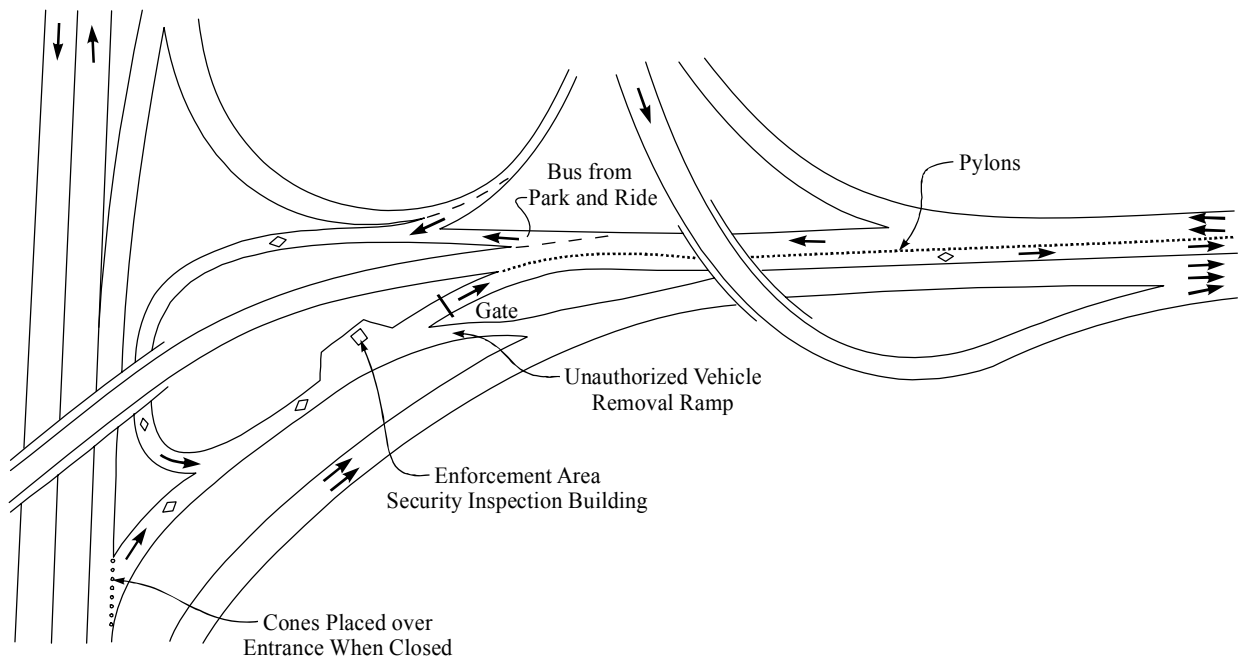 Bus from
Park and Ride
Pylons
Gate
Unauthorized Vehicle
Removal Ramp
Enforcement Area
Security Inspection Building
Cones Placed over
Entrance When Closed